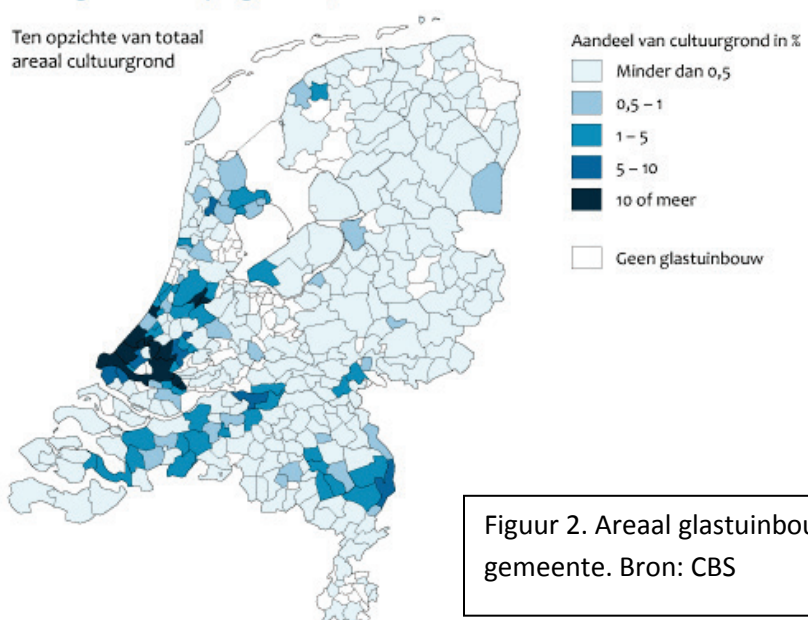 Ten opzichte van totaal
areaal cultuurgrond
Aandeel van cultuurgrond in %
Minder dan 0,5
0,5 – 1
1 – 5
5 – 10
10 of meer
Geen glastuinbouw
Figuur 2. Areaal
gemeente. Bron: CBS